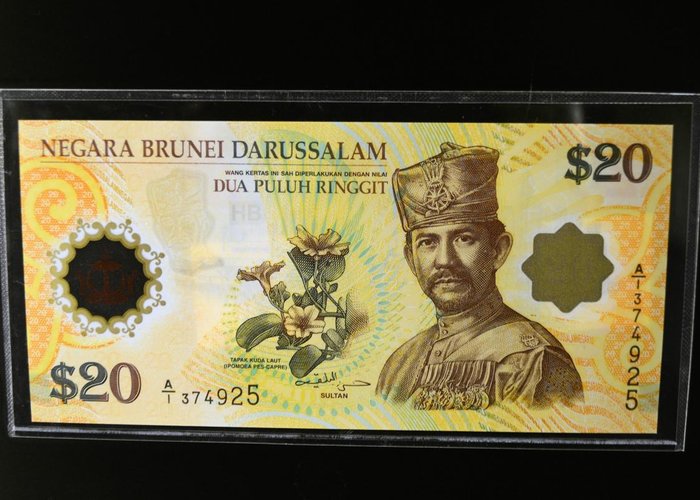 NEGARA BRUNEI DARUSSALAM
$20
WANG KERTAS INI SAH DIPERLAKUKAN DENGAN NILAI
DUA PULUH RINGGIT
TAPAK KUDA LAUT
(IPOMOEA PES-CAPRE)
SULTAN
$20
A/1 374925
A/1 374925